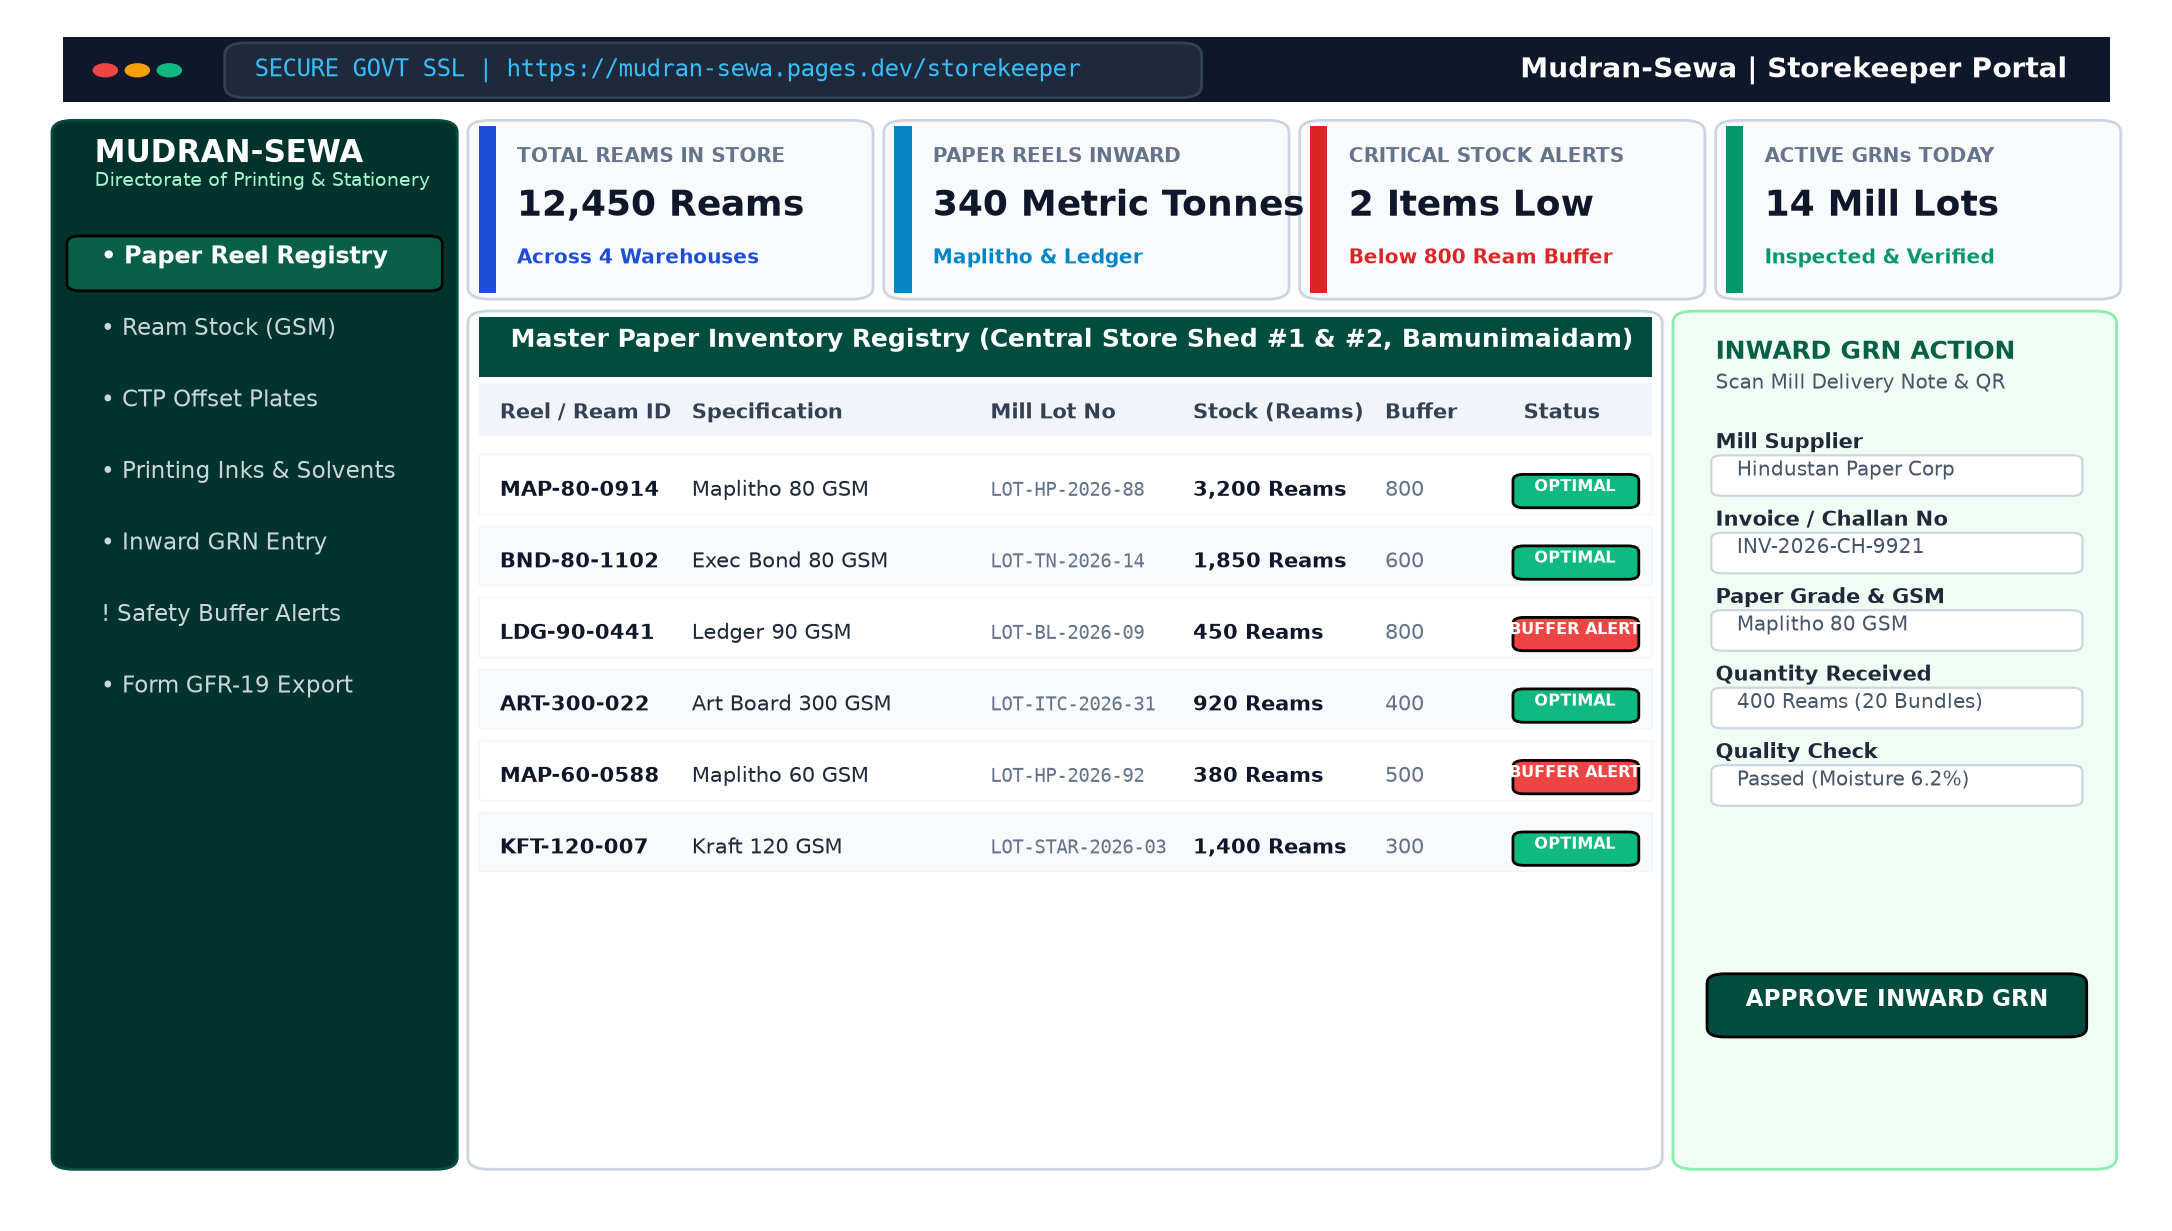 SECURE GOVT SSL | https://mudran-sewa.pages.dev/storekeeper
Mudran-Sewa | Storekeeper Portal
MUDRAN-SEWA
Directorate of Printing & Stationery
• Paper Reel Registry
• Ream Stock (GSM)
• CTP Offset Plates
• Printing Inks & Solvents
• Inward GRN Entry
! Safety Buffer Alerts
• Form GFR-19 Export
TOTAL REAMS IN STORE
12,450 Reams
Across 4 Warehouses
PAPER REELS INWARD
340 Metric Tonnes
Maplitho & Ledger
CRITICAL STOCK ALERTS
2 Items Low
Below 800 Ream Buffer
ACTIVE GRNs TODAY
14 Mill Lots
Inspected & Verified
Master Paper Inventory Registry (Central Store Shed #1 & #2, Bamunimaidam)
Reel / Ream ID Specification Mill Lot No Stock (Reams) Buffer Status
MAP-80-0914 Maplitho 80 GSM LOT-HP-2026-88 3,200 Reams 800 OPTIMAL
BND-80-1102 Exec Bond 80 GSM LOT-TN-2026-14 1,850 Reams 600 OPTIMAL
LDG-90-0441 Ledger 90 GSM LOT-BL-2026-09 450 Reams 800 BUFFER ALERT
ART-300-022 Art Board 300 GSM LOT-ITC-2026-31 920 Reams 400 OPTIMAL
MAP-60-0588 Maplitho 60 GSM LOT-HP-2026-92 380 Reams 500 BUFFER ALERT
KFT-120-007 Kraft 120 GSM LOT-STAR-2026-03 1,400 Reams 300 OPTIMAL
INWARD GRN ACTION
Scan Mill Delivery Note & QR
Mill Supplier
Hindustan Paper Corp
Invoice / Challan No
INV-2026-CH-9921
Paper Grade & GSM
Maplitho 80 GSM
Quantity Received
400 Reams (20 Bundles)
Quality Check
Passed (Moisture 6.2%)
APPROVE INWARD GRN